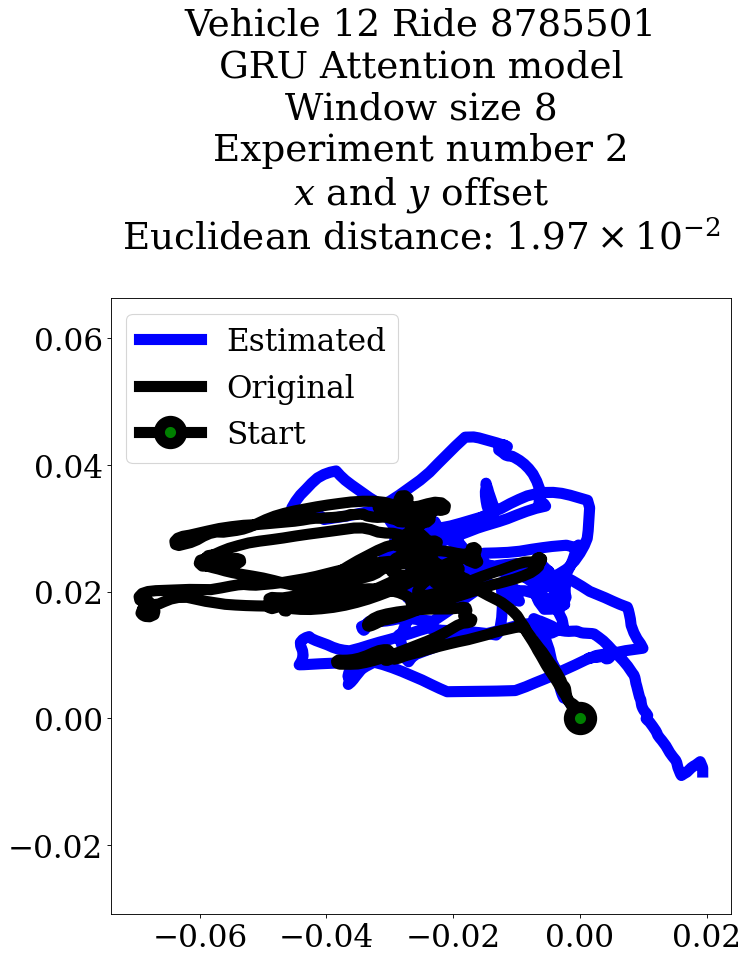 Vehicle 12 Ride 8785501
GRU Attention model
Window size 8
Experiment number 2
x and y offset
Euclidean distance: 1.97 × 10⁻²
Estimated
Original
Start
0.06
0.04
0.02
0.00
−0.02
−0.06 −0.04 −0.02 0.00 0.02